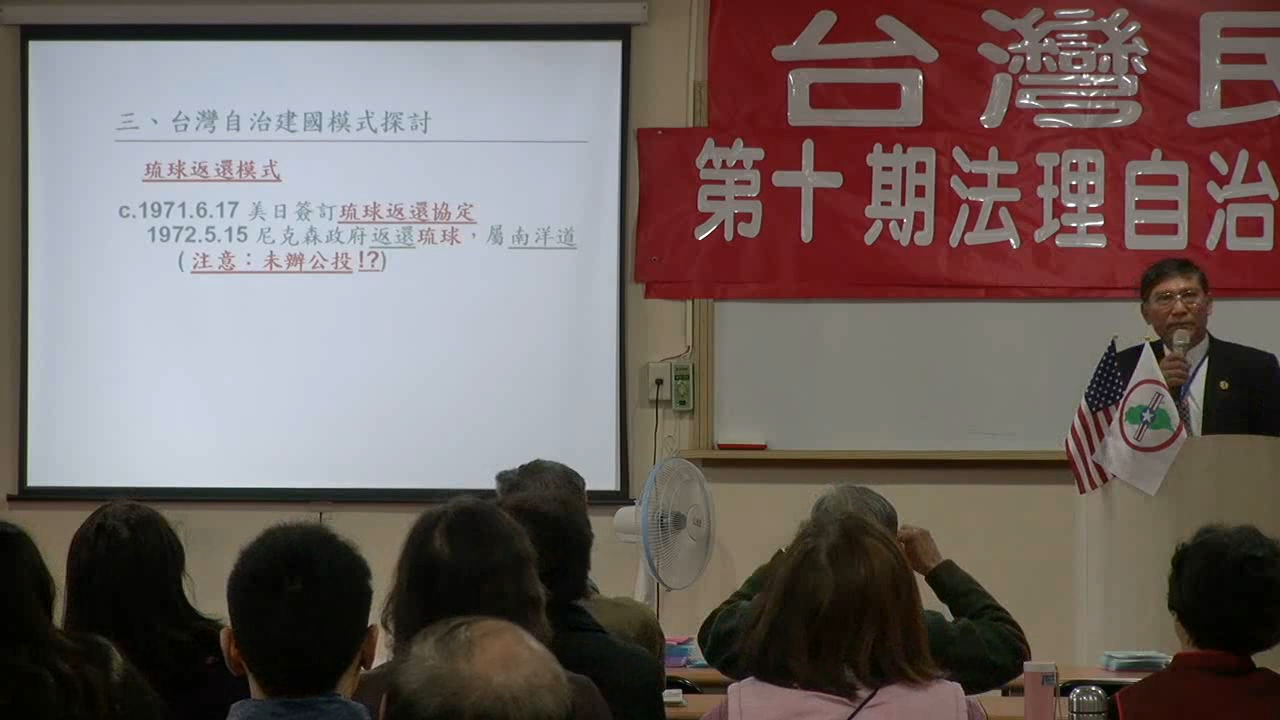 三、台灣自治建國模式探討
琉球返還模式
c.1971.6.17 美日簽訂琉球返還協定
1972.5.15 尼克森政府返還琉球，屬南洋道
( 注意：未辦公投!?)
台灣民
第十期法理自治